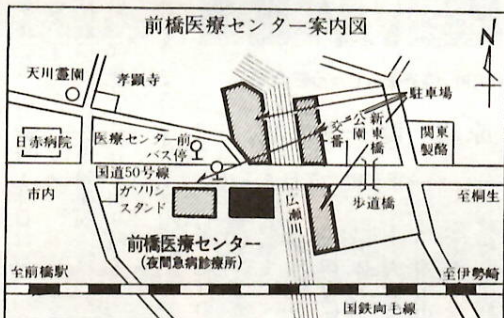 前橋医療センター案内図
N
天川霊園
孝顕寺
駐車場
日赤病院
医療センター前
バス停
交番
公園
新東橋
関東
製酪
国道50号線
市内
ガソリン
スタンド
広瀬川
歩道橋
至桐生
前橋医療センター
(夜間急病診療所)
至前橋駅
至伊勢崎
国鉄両毛線